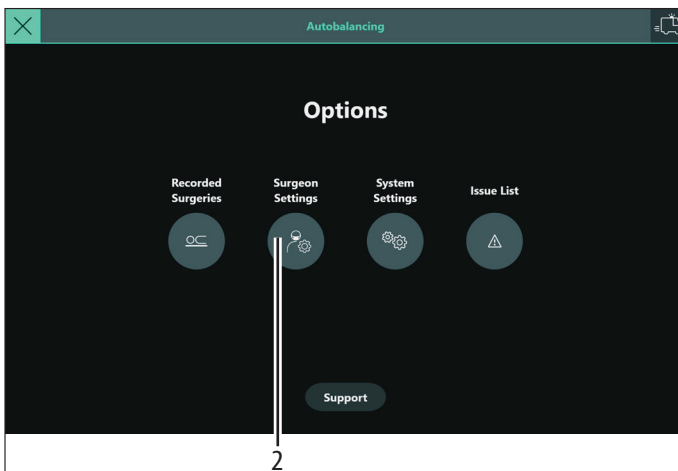 Autobalancing
Options
Recorded
Surgeries
Surgeon
Settings
System
Settings
Issue List
Support
2